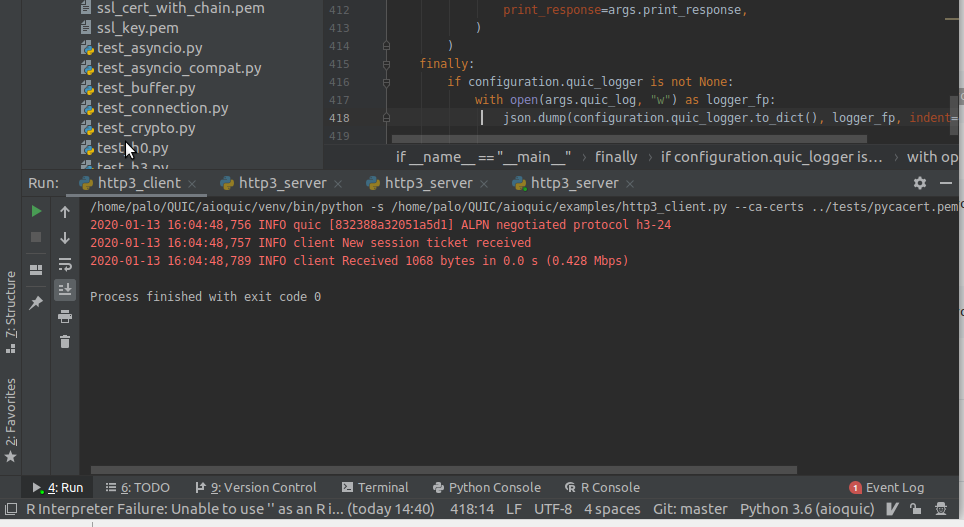 ssl_cert_with_chain.pem
ssl_key.pem
test_asyncio.py
test_asyncio_compat.py
test_buffer.py
test_connection.py
test_crypto.py
test_h0.py
test_h3.py
412 print_response=args.print_response,
413 )
414 )
415 finally:
416 if configuration.quic_logger is not None:
417 with open(args.quic_log, "w") as logger_fp:
418 json.dump(configuration.quic_logger.to_dict(), logger_fp, indent=
419
if __name__ == "__main__" › finally › if configuration.quic_logger is... › with op
Run: http3_client × http3_server × http3_server × http3_server ×
/home/palo/QUIC/aioquic/venv/bin/python -s /home/palo/QUIC/aioquic/examples/http3_client.py --ca-certs ../tests/pycacert.pem
2020-01-13 16:04:48,756 INFO quic [832388a32051a5d1] ALPN negotiated protocol h3-24
2020-01-13 16:04:48,757 INFO client New session ticket received
2020-01-13 16:04:48,789 INFO client Received 1068 bytes in 0.0 s (0.428 Mbps)
Process finished with exit code 0
7: Structure
2: Favorites
4: Run 6: TODO 9: Version Control Terminal Python Console R Console 1 Event Log
R Interpreter Failure: Unable to use '' as an R i... (today 14:40) 418:14 LF UTF-8 4 spaces Git: master Python 3.6 (aioquic)